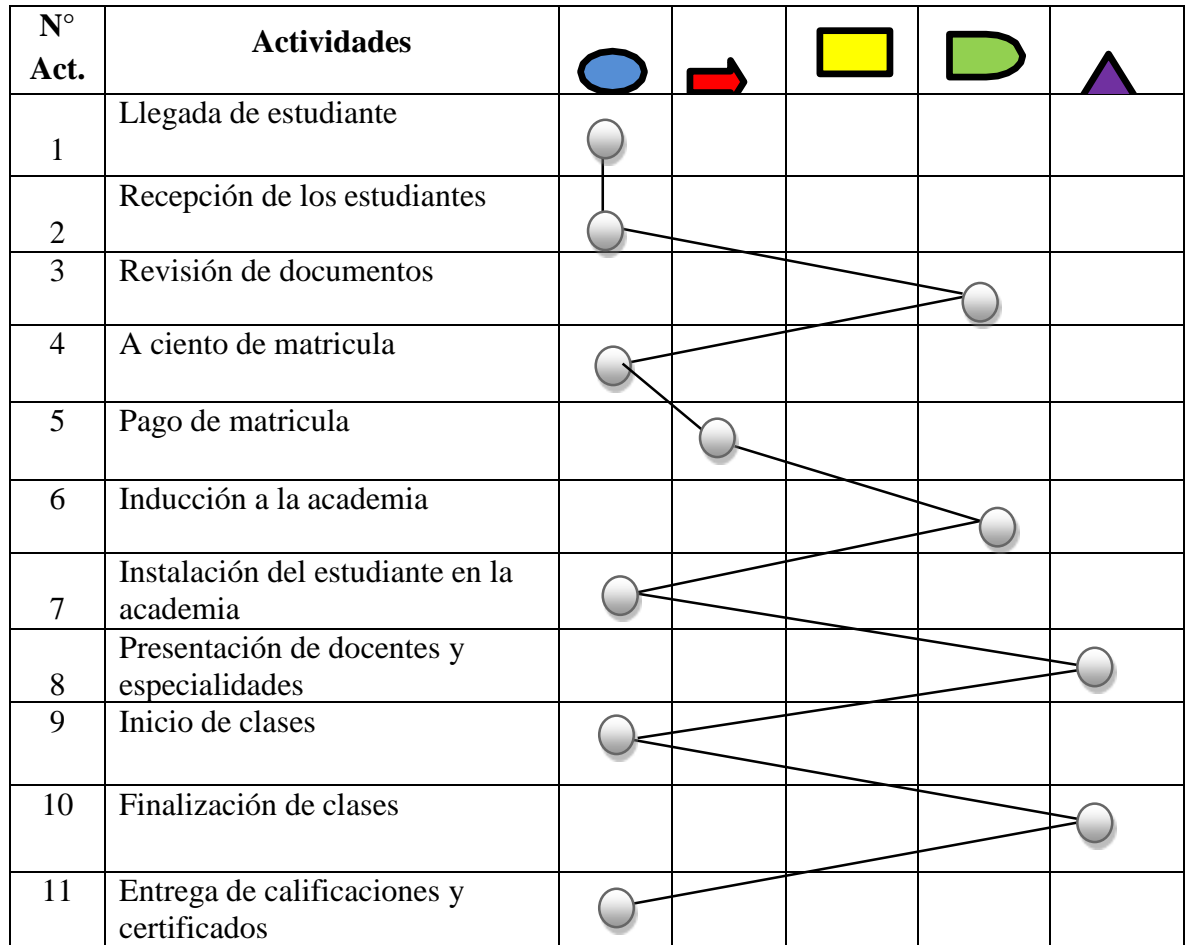 N°
Act.
Actividades
1
Llegada de estudiante
2
Recepción de los estudiantes
3
Revisión de documentos
4
A ciento de matricula
5
Pago de matricula
6
Inducción a la academia
7
Instalación del estudiante en la
academia
8
Presentación de docentes y
especialidades
9
Inicio de clases
10
Finalización de clases
11
Entrega de calificaciones y
certificados